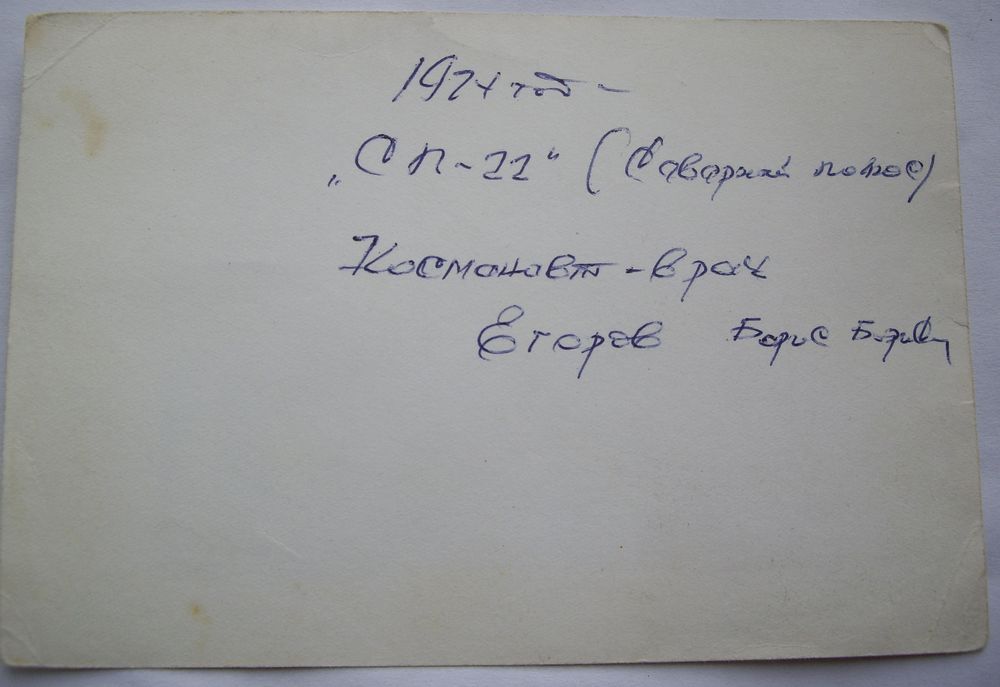 1974 год –
„СП-22" (Северный полюс)
Космонавт - врач
Егоров Борис Борисович